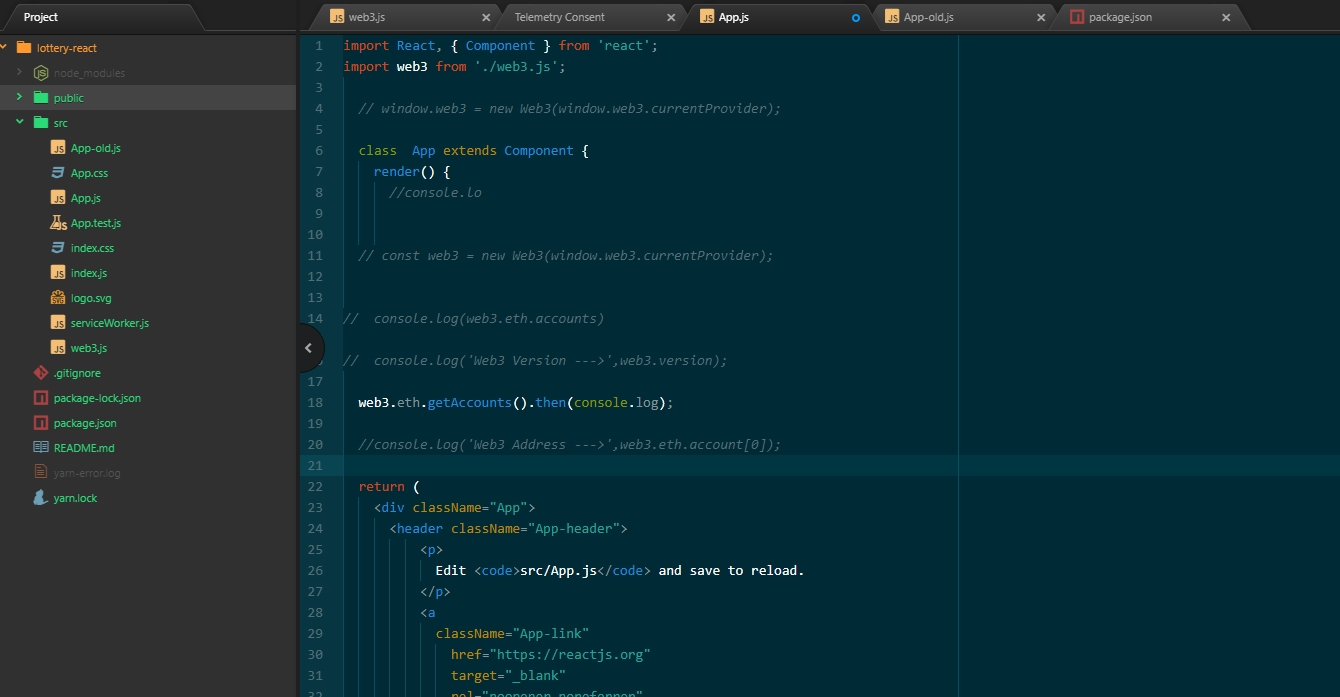 Project
lottery-react
node_modules
public
src
App-old.js
App.css
App.js
App.test.js
index.css
index.js
logo.svg
serviceWorker.js
web3.js
.gitignore
package-lock.json
package.json
README.md
yarn-error.log
yarn.lock
web3.js
Telemetry Consent
App.js
App-old.js
package.json
1 import React, { Component } from 'react';
2 import web3 from './web3.js';
3
4 // window.web3 = new Web3(window.web3.currentProvider);
5
6 class  App extends Component {
7 render() {
8 //console.lo
9
10
11 // const web3 = new Web3(window.web3.currentProvider);
12
13
14 //  console.log(web3.eth.accounts)
//  console.log('Web3 Version --->',web3.version);
17
18 web3.eth.getAccounts().then(console.log);
19
20 //console.log('Web3 Address --->',web3.eth.account[0]);
21
22 return (
23 <div className="App">
24 <header className="App-header">
25 <p>
26 Edit <code>src/App.js</code> and save to reload.
27 </p>
28 <a
29 className="App-link"
30 href="https://reactjs.org"
31 target="_blank"
32 rel="noopener noreferrer"